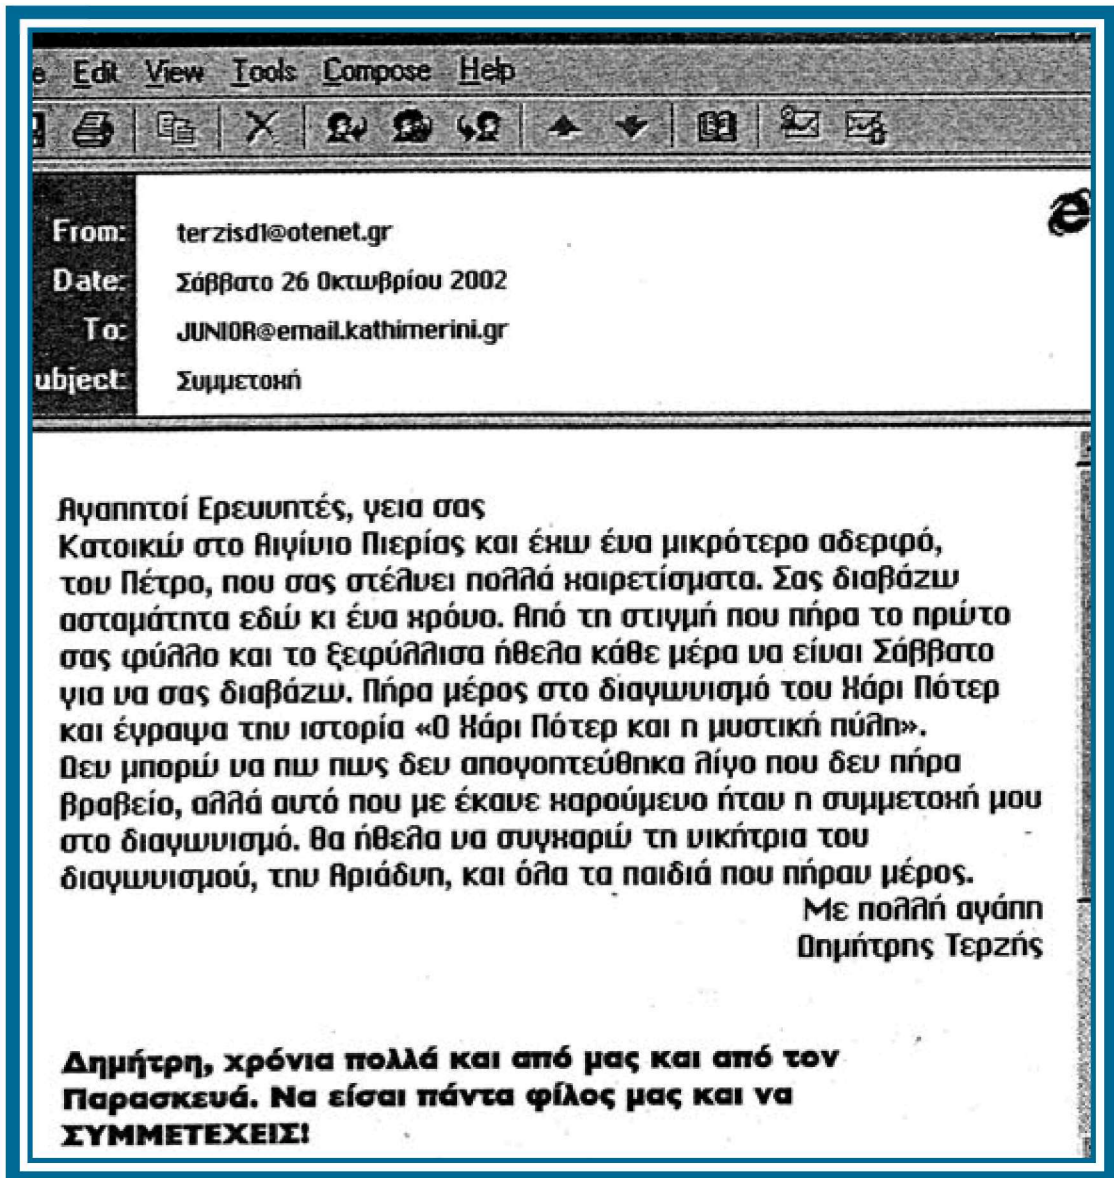 e Edit View Tools Compose Help
From: terzisd1@otenet.gr
Date: Σάββατο 26 Οκτωβρίου 2002
To: JUNIOR@email.kathimerini.gr
ubject: Συμμετοχή
Αγαπητοί Ερευνητές, γεια σας
Κατοικώ στο Αιγίνιο Πιερίας και έχω ένα μικρότερο αδερφό,
τον Πέτρο, που σας στέλνει πολλά χαιρετίσματα. Σας διαβάζω
ασταμάτητα εδώ κι ένα χρόνο. Από τη στιγμή που πήρα το πρώτο
σας φύλλο και το ξεφύλλισα ήθελα κάθε μέρα να είναι Σάββατο
για να σας διαβάζω. Πήρα μέρος στο διαγωνισμό του Χάρι Πότερ
και έγραψα την ιστορία «Ο Χάρι Πότερ και η μυστική πύλη».
Δεν μπορώ να πω πως δεν απογοητεύθηκα λίγο που δεν πήρα
βραβείο, αλλά αυτό που με έκανε χαρούμενο ήταν η συμμετοχή μου
στο διαγωνισμό. Θα ήθελα να συγχαρώ τη νικήτρια του
διαγωνισμού, την Αριάδνη, και όλα τα παιδιά που πήραν μέρος.
Με πολλή αγάπη
Δημήτρης Τερζής
Δημήτρη, χρόνια πολλά και από μας και από τον
Παρασκευά. Να είσαι πάντα φίλος μας και να
ΣΥΜΜΕΤΕΧΕΙΣ!